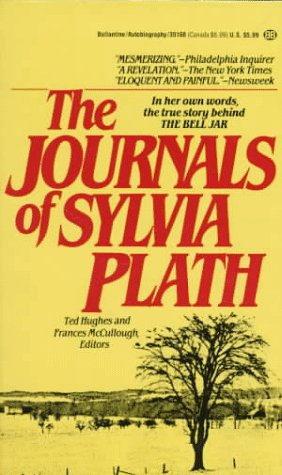 Ballantine/Autobiography/35168 (Canada $6.99) U.S. $5.99 BB
"MESMERIZING."—Philadelphia Inquirer
"A REVELATION."—The New York Times
"ELOQUENT AND PAINFUL."—Newsweek
In her own words,
the true story behind
THE BELL JAR
The
JOURNALS
of SYLVIA
PLATH
Ted Hughes and
Frances McCullough,
Editors